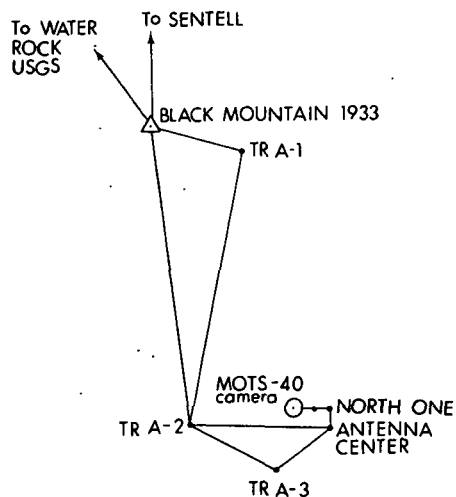 To WATER
ROCK
USGS
To SENTELL
BLACK MOUNTAIN 1933
TR A-1
MOTS-40
camera
NORTH ONE
TR A-2
ANTENNA
CENTER
TR A-3